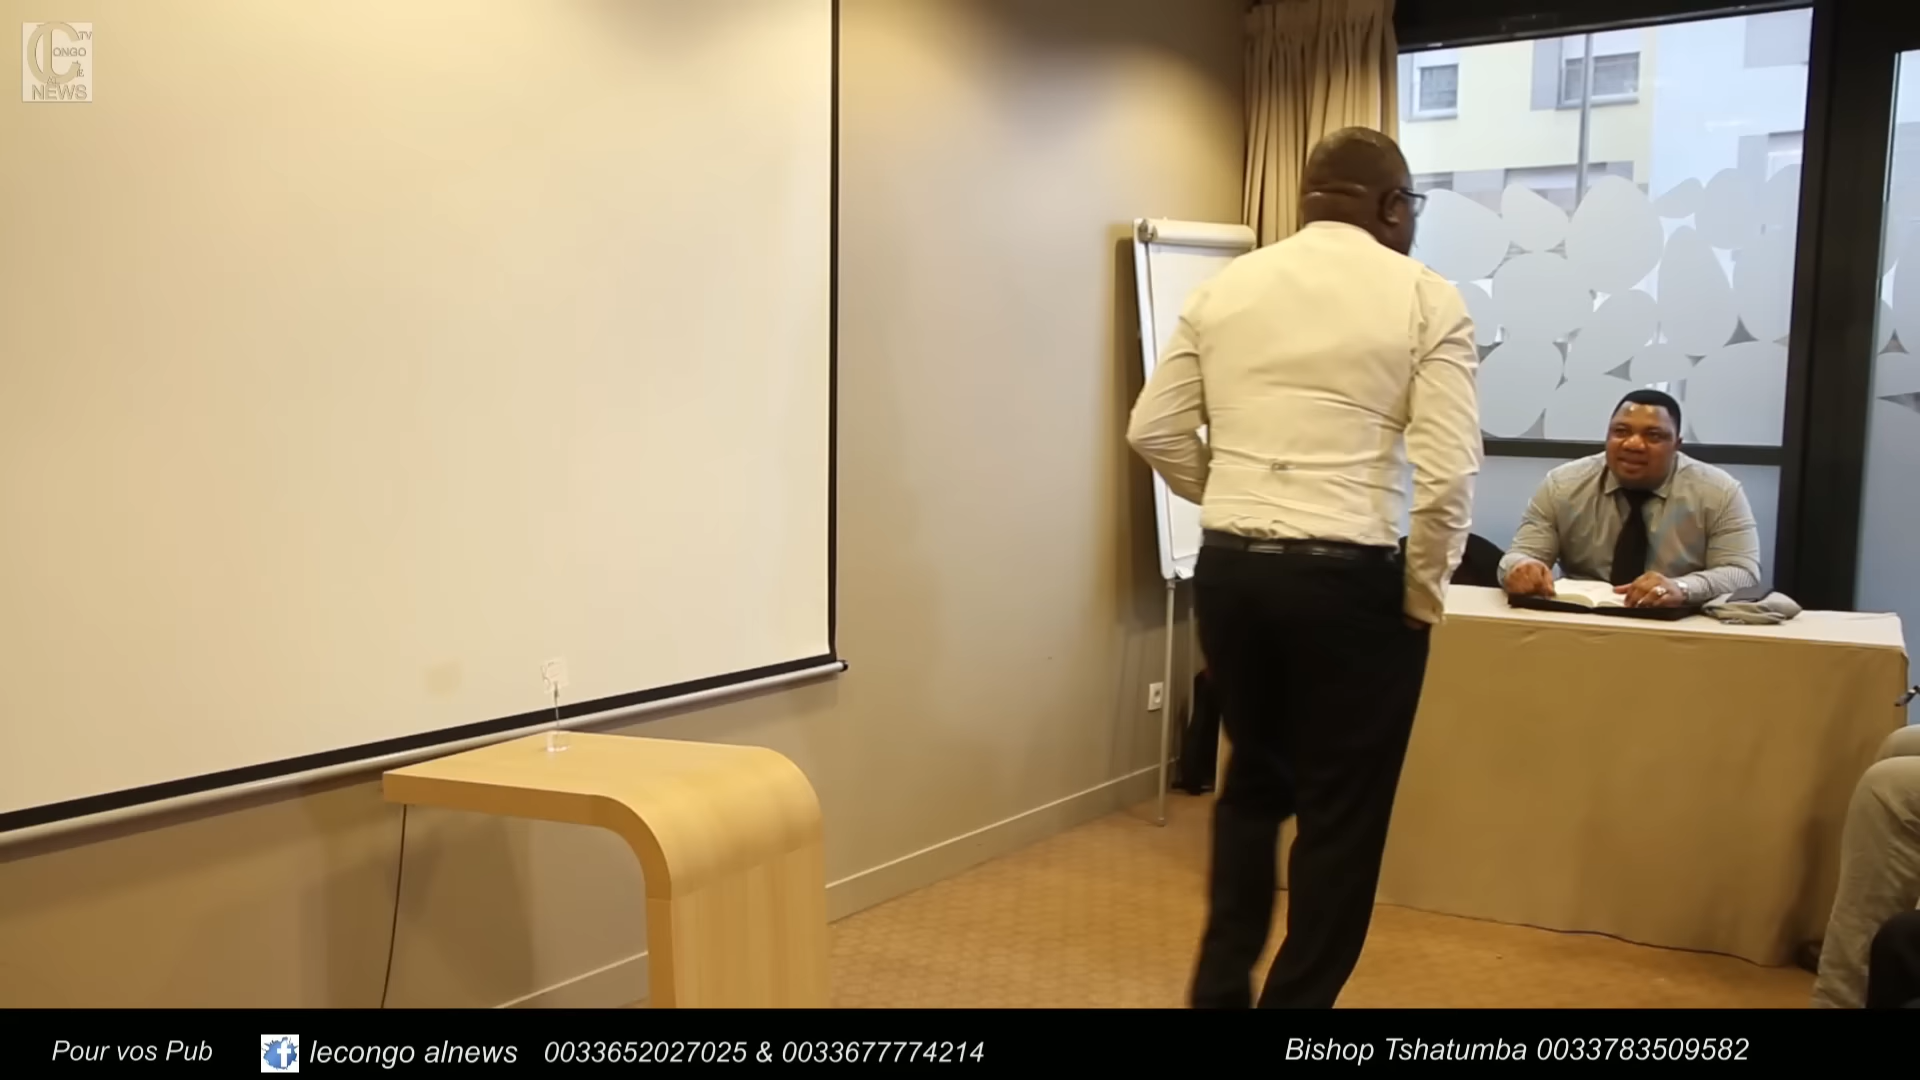 TV
CONGO
NEWS
Pour vos Pub lecongo alnews 0033652027025 & 0033677774214 Bishop Tshatumba 0033783509582